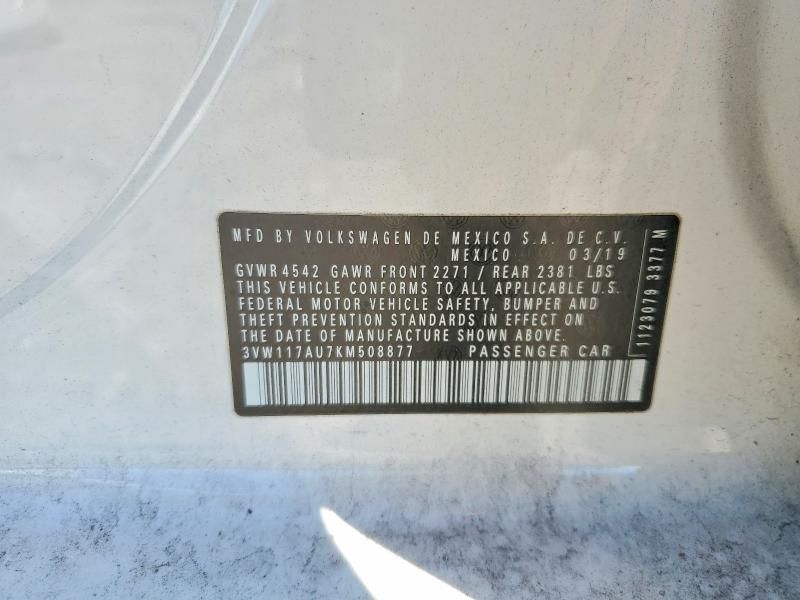 MFD BY VOLKSWAGEN DE MEXICO S.A. DE C.V.
MEXICO 03/19
GVWR 4542 GAWR FRONT 2271 / REAR 2381 LBS
THIS VEHICLE CONFORMS TO ALL APPLICABLE U.S.
FEDERAL MOTOR VEHICLE SAFETY, BUMPER AND
THEFT PREVENTION STANDARDS IN EFFECT ON
THE DATE OF MANUFACTURE SHOWN ABOVE.
3VW117AU7KM508877 PASSENGER CAR
1123079 3377 M